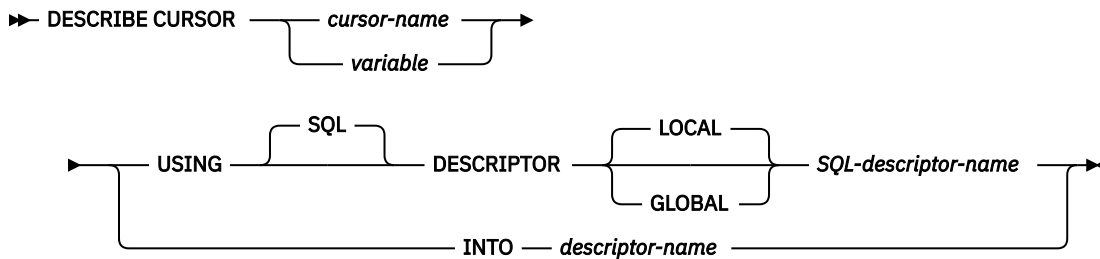 DESCRIBE CURSOR cursor-name
variable
SQL LOCAL
USING DESCRIPTOR SQL-descriptor-name
GLOBAL
INTO descriptor-name